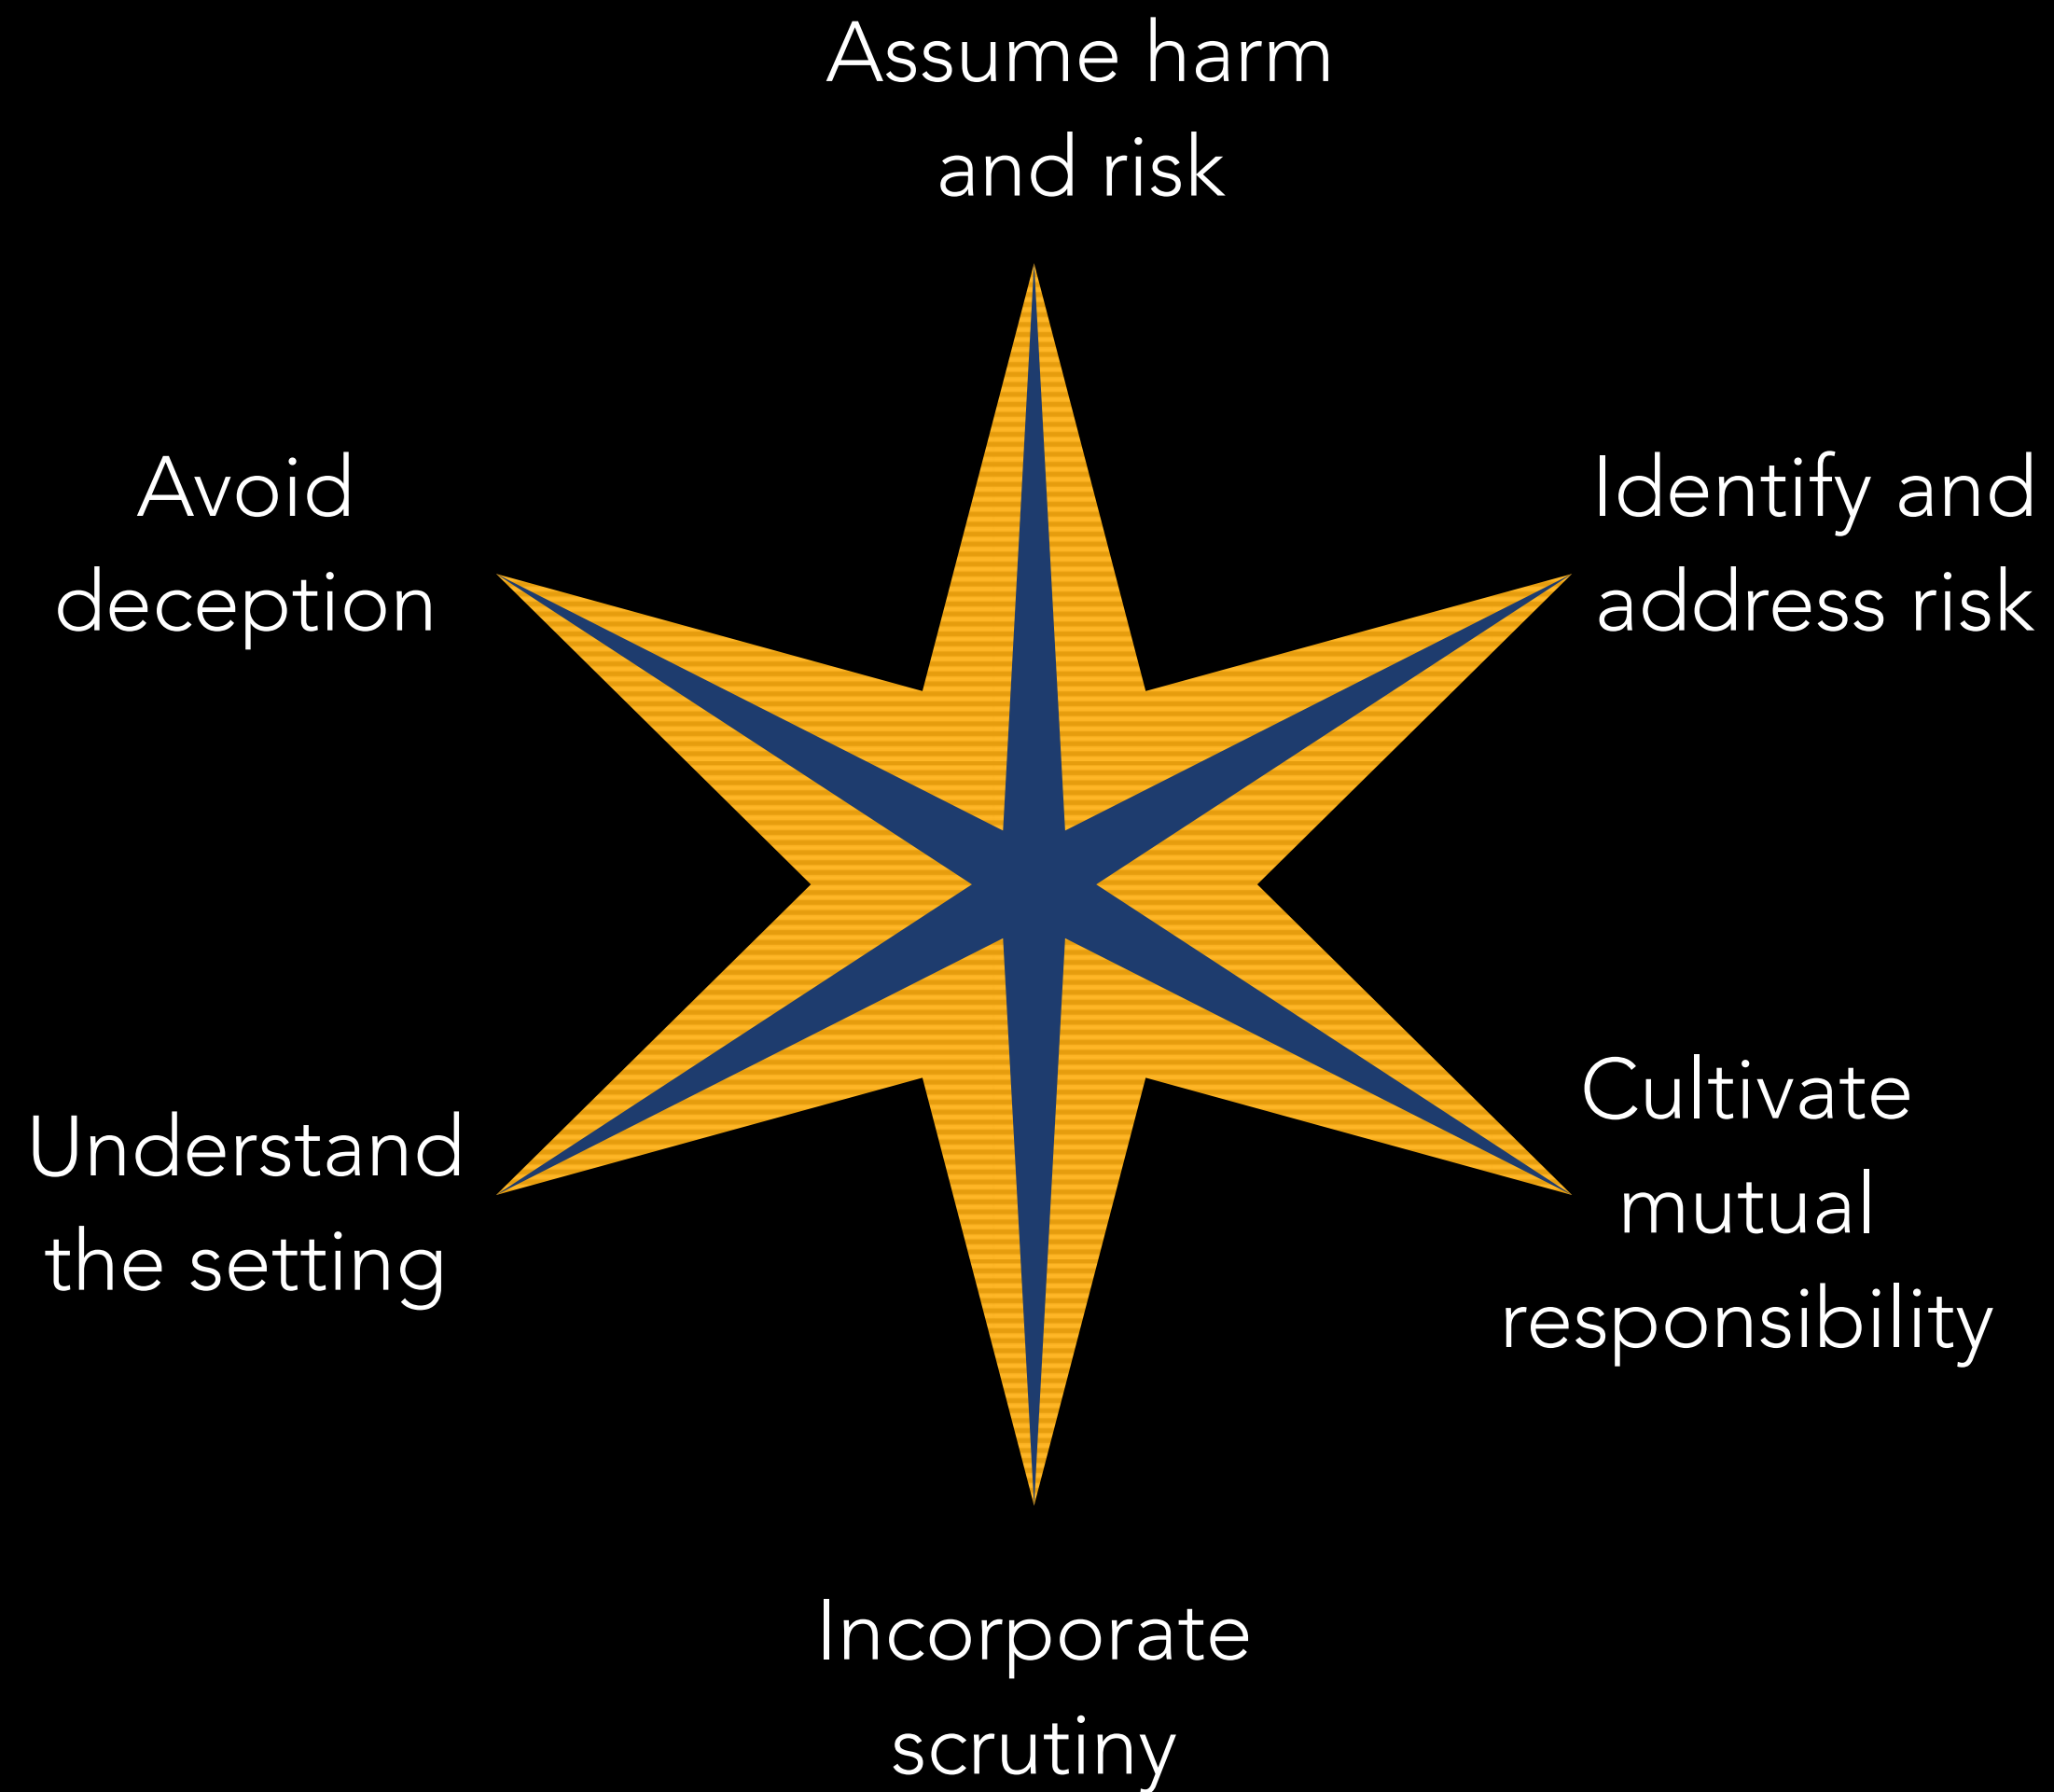 Assume harm
and risk
Avoid
deception
Identify and
address risk
Understand
the setting
Cultivate
mutual
responsibility
Incorporate
scrutiny